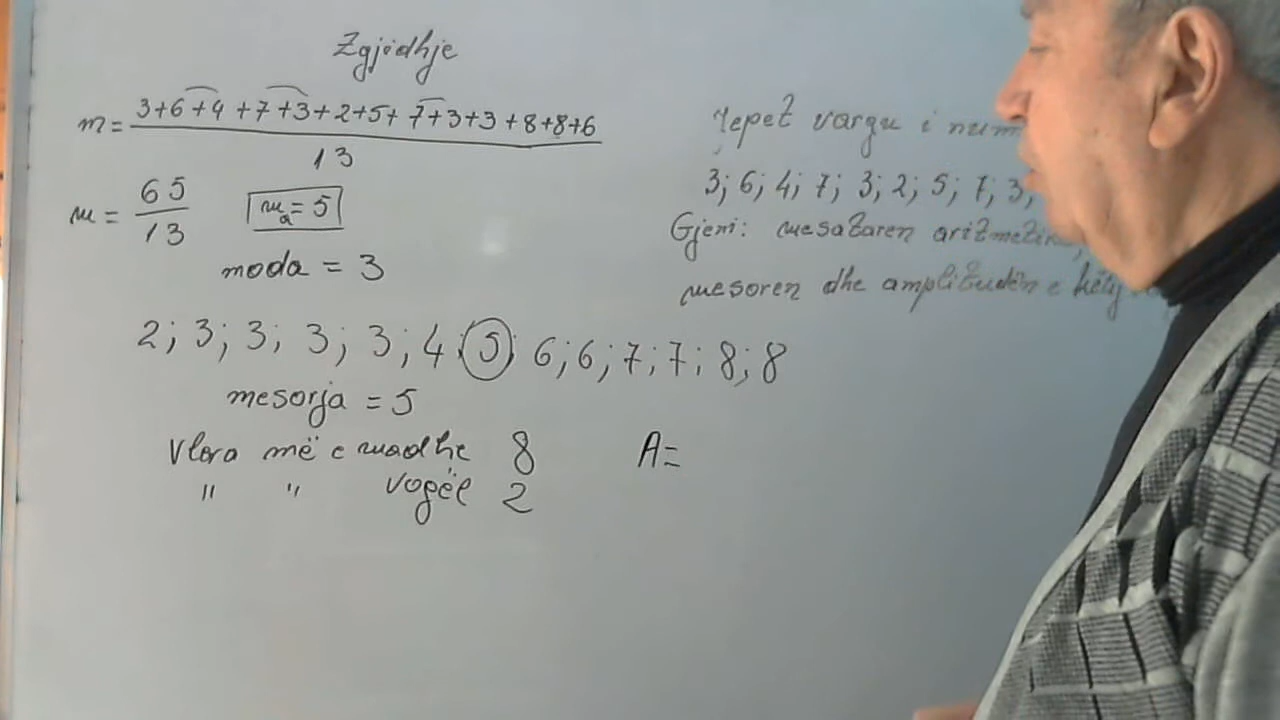 Zgjidhje
m = 3+6+4+7+3+2+5+7+3+3+8+8+6
13
m = 65
13
ma = 5
moda = 3
2; 3; 3; 3; 3; 4; 5; 6; 6; 7; 7; 8; 8
mesorja = 5
Vlera më e madhe 8
" " vogël 2
A=
Jepet vargu i num
3; 6; 4; 7; 3; 2; 5; 7; 3;
Gjeni: mesataren aritmetik
mesoren dhe amplitudën e këtij